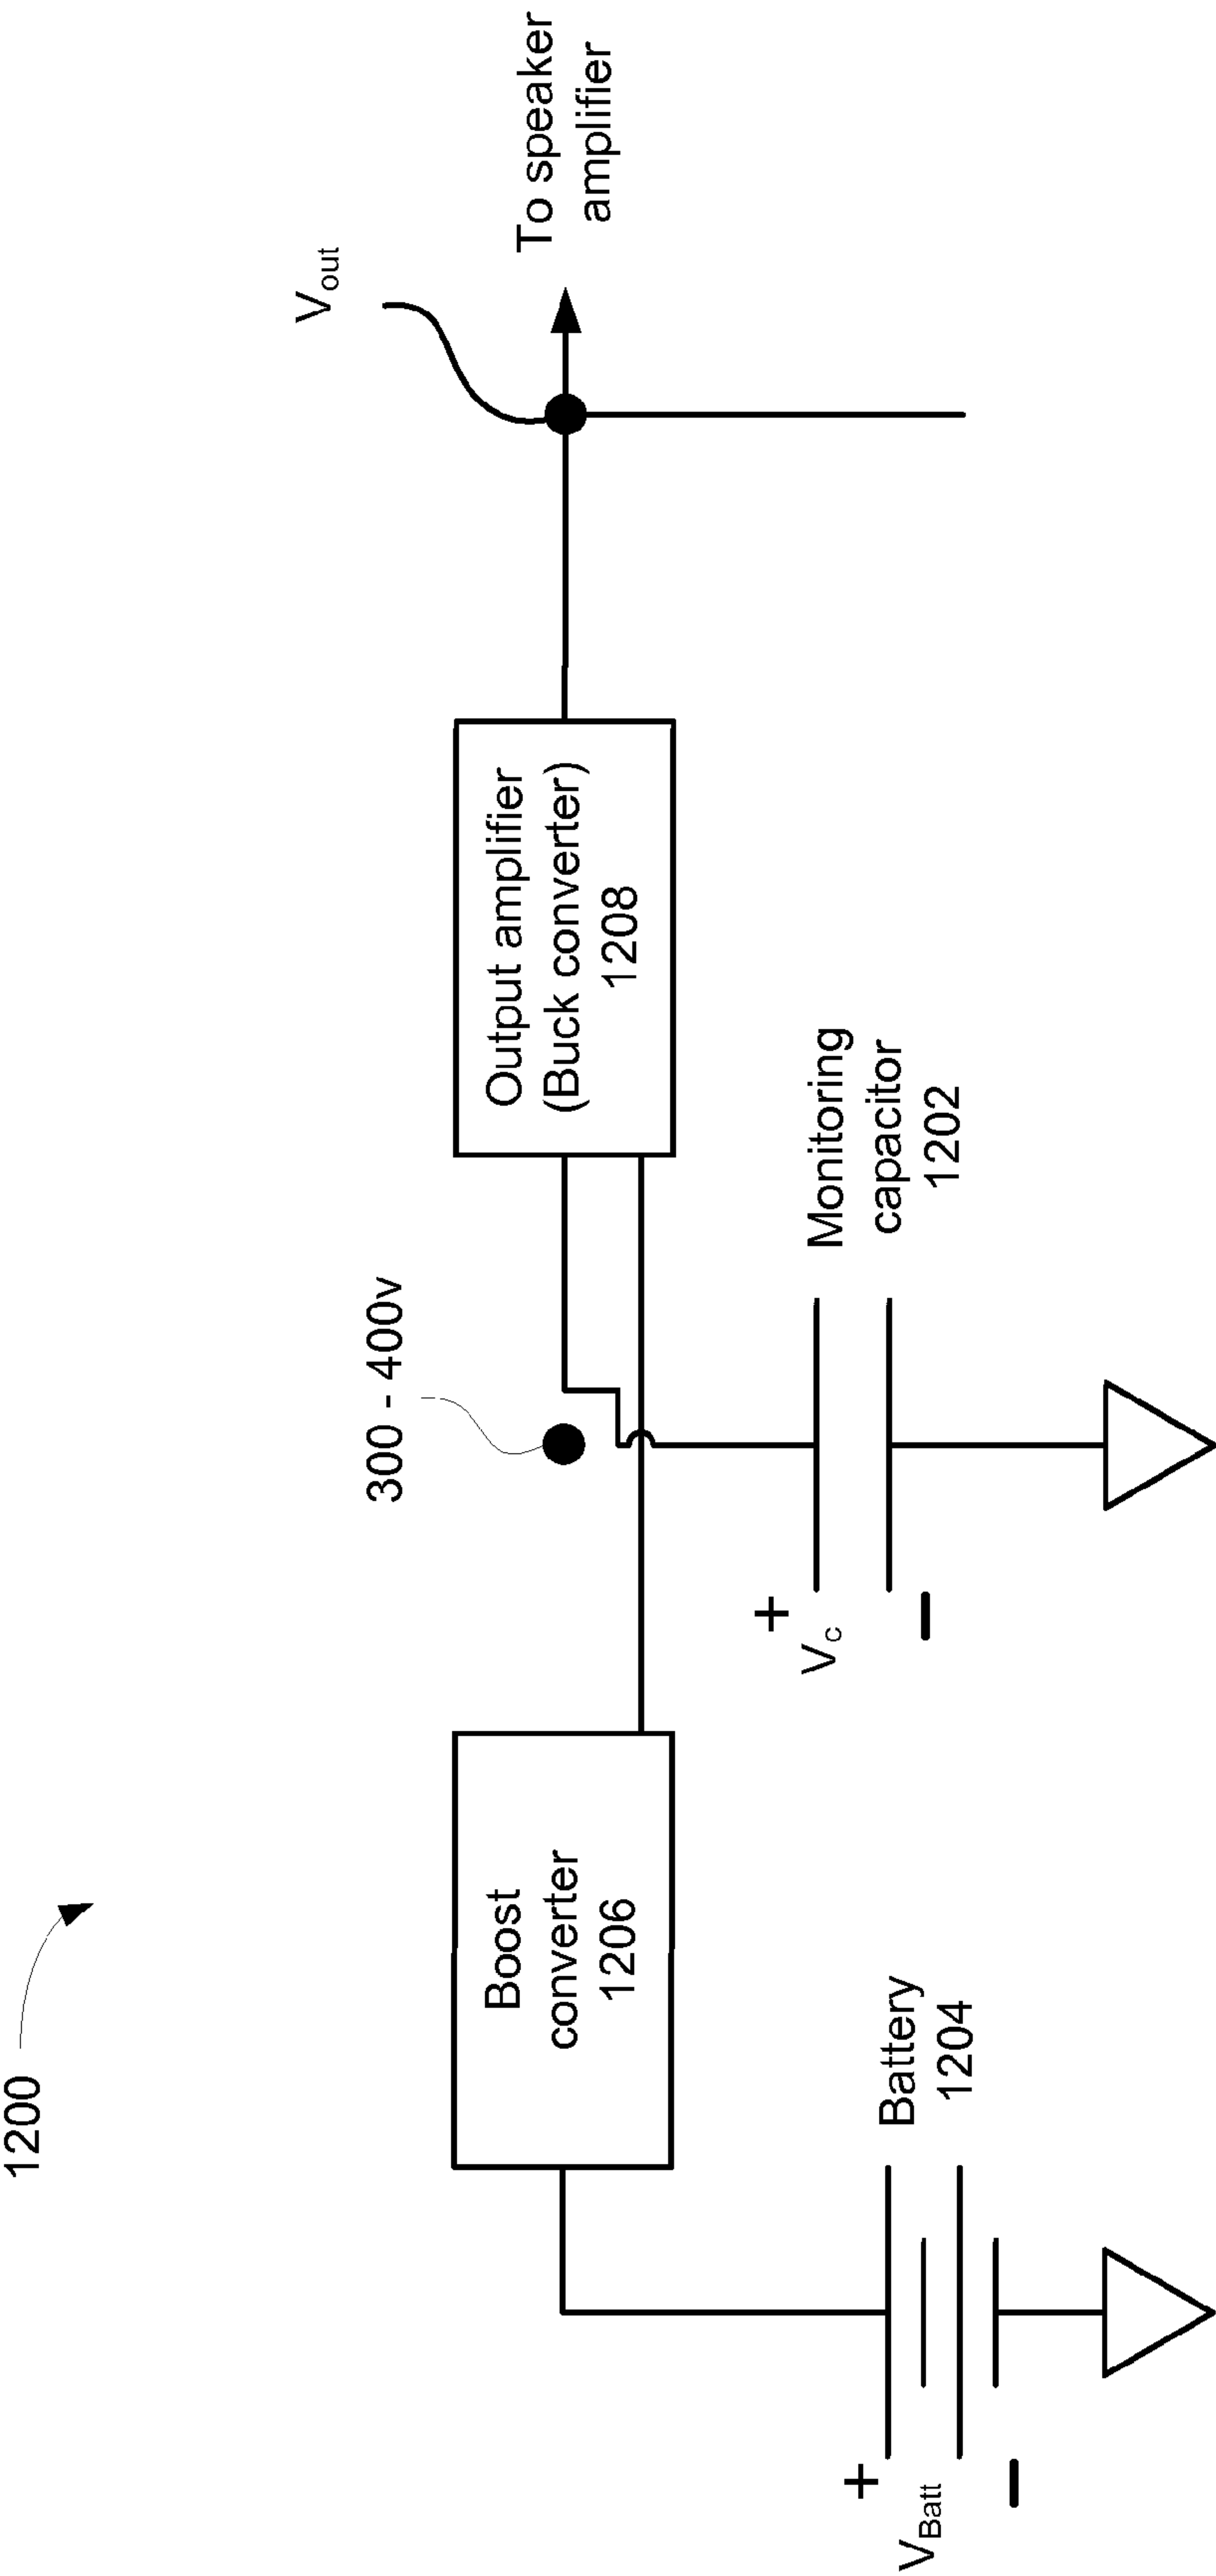 1200
V_out
300 - 400v
To speaker
amplifier
Boost
converter
1206
Output amplifier
(Buck converter)
1208
+
V_c
−
Monitoring
capacitor
1202
+
V_Batt
−
Battery
1204